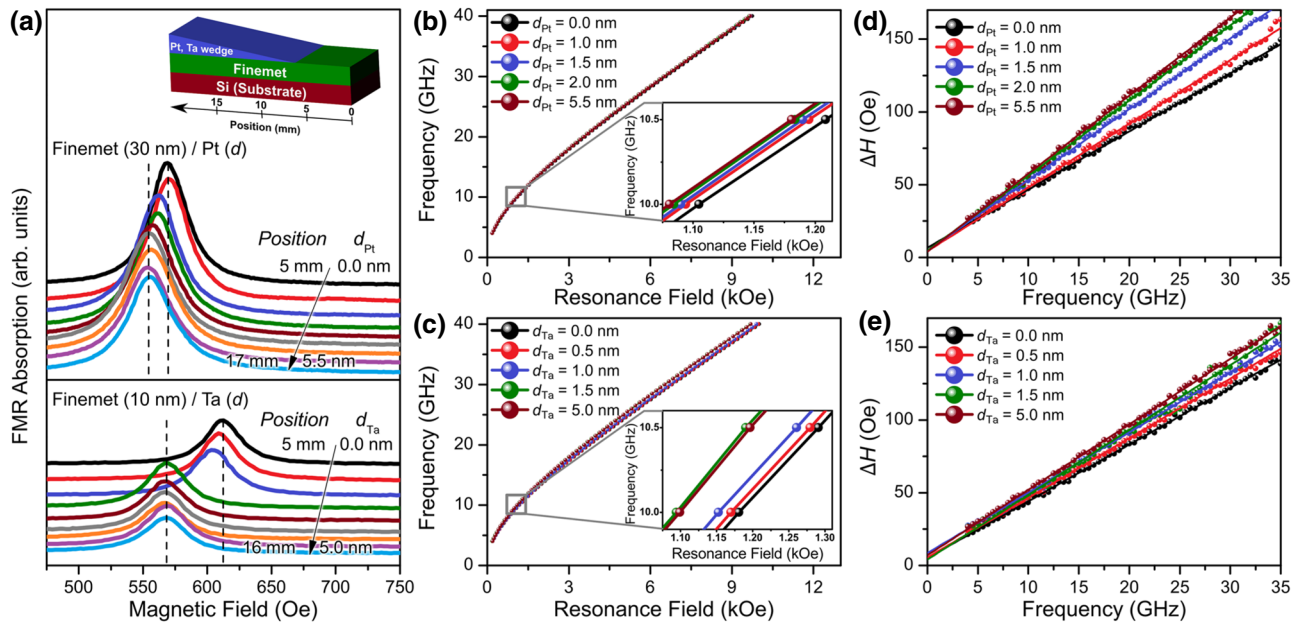 (a)
Pt, Ta wedge
Finemet
Si (Substrate)
15 10 5 0
Position (mm)
Finemet (30 nm) / Pt (d)
Position dPt
5 mm 0.0 nm
17 mm 5.5 nm
Finemet (10 nm) / Ta (d)
Position dTa
5 mm 0.0 nm
16 mm 5.0 nm
FMR Absorption (arb. units)
500 550 600 650 700 750
Magnetic Field (Oe)
(b)
dPt = 0.0 nm
dPt = 1.0 nm
dPt = 1.5 nm
dPt = 2.0 nm
dPt = 5.5 nm
Frequency (GHz)
40
30
20
10
0
0 3 6 9 12
Resonance Field (kOe)
Frequency (GHz)
10.5
10.0
1.10 1.15 1.20
Resonance Field (kOe)
(c)
dTa = 0.0 nm
dTa = 0.5 nm
dTa = 1.0 nm
dTa = 1.5 nm
dTa = 5.0 nm
Frequency (GHz)
40
30
20
10
0
0 3 6 9 12
Resonance Field (kOe)
Frequency (GHz)
10.5
10.0
1.10 1.15 1.20 1.25 1.30
Resonance Field (kOe)
(d)
dPt = 0.0 nm
dPt = 1.0 nm
dPt = 1.5 nm
dPt = 2.0 nm
dPt = 5.5 nm
ΔH (Oe)
150
100
50
0
0 5 10 15 20 25 30 35
Frequency (GHz)
(e)
dTa = 0.0 nm
dTa = 0.5 nm
dTa = 1.0 nm
dTa = 1.5 nm
dTa = 5.0 nm
ΔH (Oe)
150
100
50
0
0 5 10 15 20 25 30 35
Frequency (GHz)